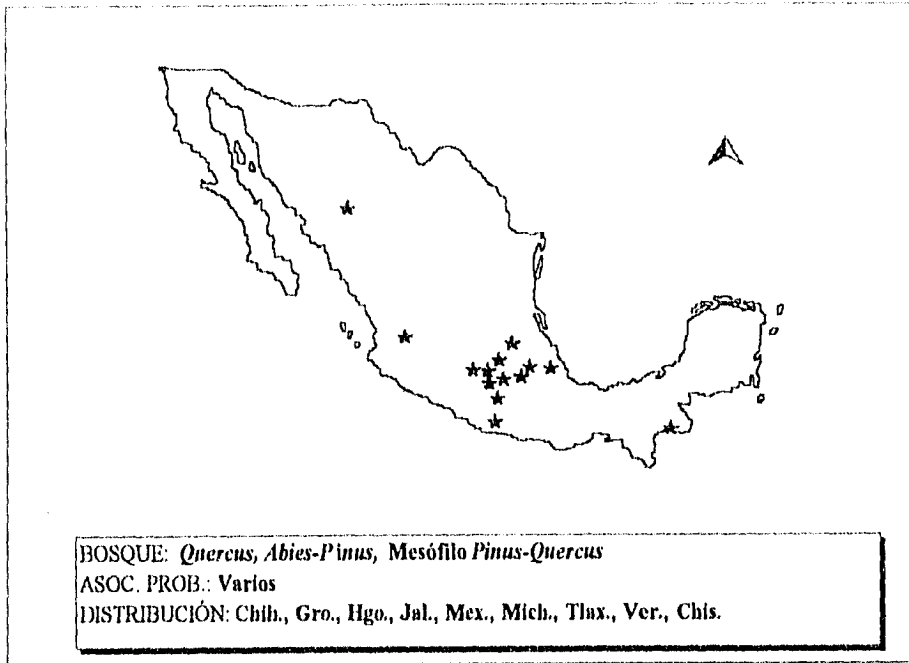 BOSQUE: Quercus, Abies-Pinus, Mesófilo Pinus-Quercus
ASOC. PROB.: Varios
DISTRIBUCIÓN: Chih., Gro., Hgo., Jal., Mex., Mich., Tlax., Ver., Chis.